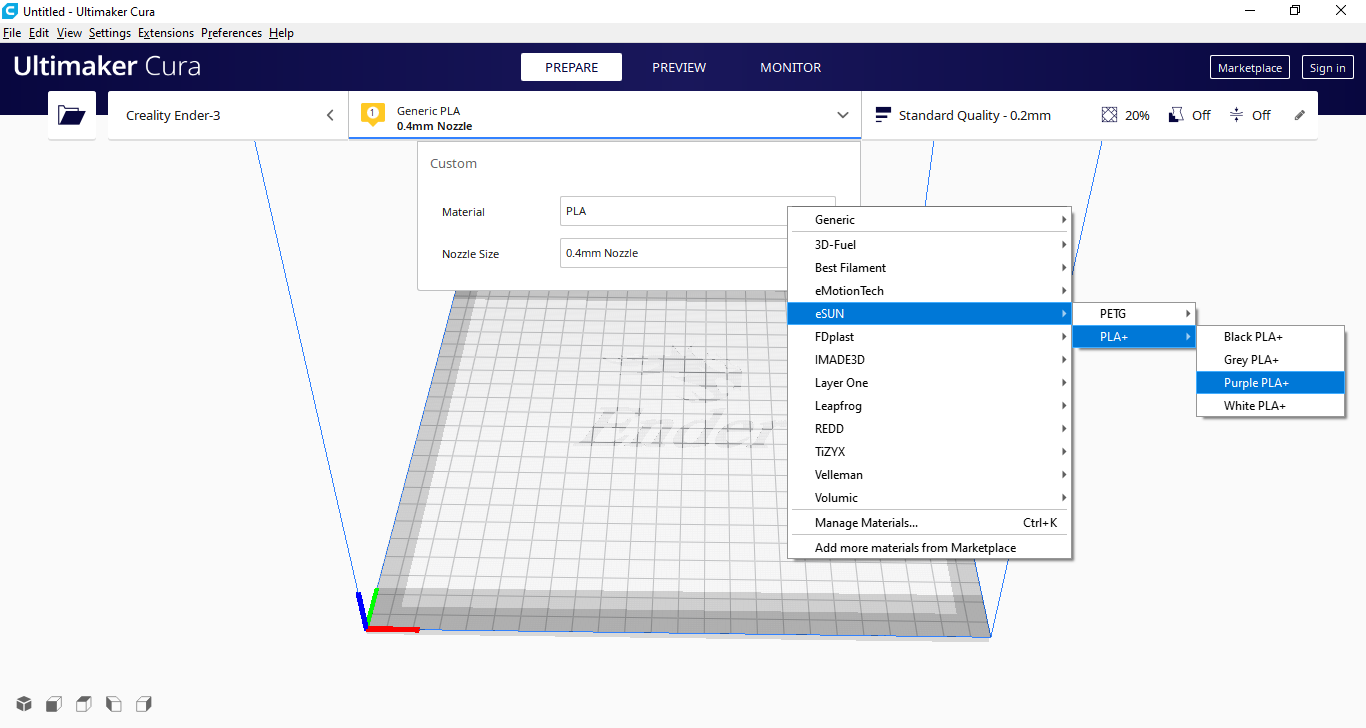 Untitled - Ultimaker Cura
File Edit View Settings Extensions Preferences Help
Ultimaker Cura
PREPARE
PREVIEW
MONITOR
Marketplace
Sign in
Creality Ender-3
1
Generic PLA
0.4mm Nozzle
Standard Quality - 0.2mm
20%
Off
Off
Custom
Material
PLA
Nozzle Size
0.4mm Nozzle
Generic
3D-Fuel
Best Filament
eMotionTech
eSUN
FDplast
IMADE3D
Layer One
Leapfrog
REDD
TiZYX
Velleman
Volumic
Manage Materials... Ctrl+K
Add more materials from Marketplace
PETG
PLA+
Black PLA+
Grey PLA+
Purple PLA+
White PLA+